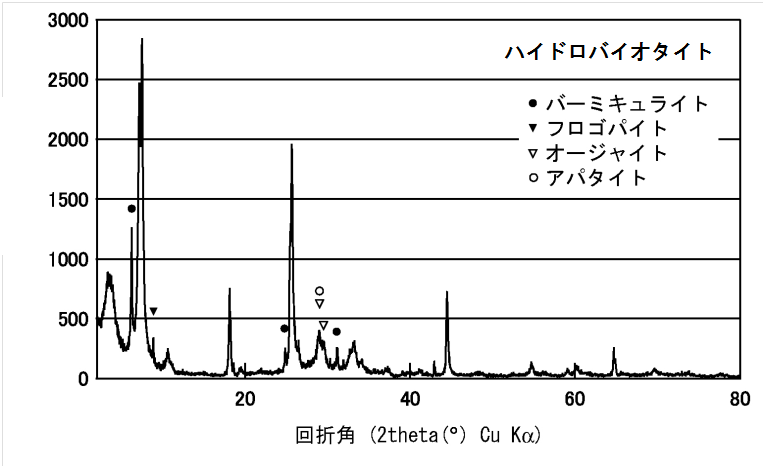 3000
ハイドロバイオタイト
2500
● バーミキュライト
▼ フロゴパイト
2000
▽ オージャイト
○ アパタイト
1500
1000
500
0
20 40 60 80
回折角 (2theta(°) Cu Kα)